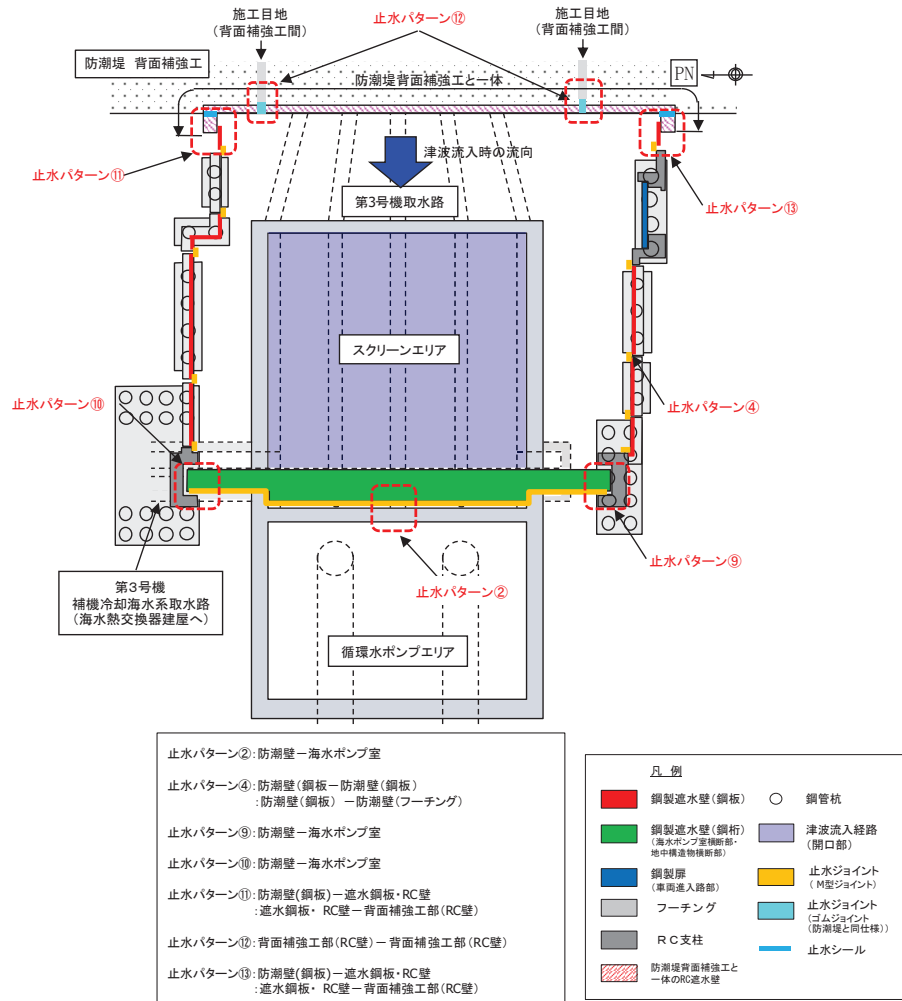 施工目地
(背面補強工間)
止水パターン⑫
施工目地
(背面補強工間)
防潮堤 背面補強工
防潮堤背面補強工と一体
PN
止水パターン⑪
津波流入時の流向
第3号機取水路
止水パターン⑬
スクリーンエリア
止水パターン⑩
止水パターン④
止水パターン⑨
第3号機
補機冷却海水系取水路
(海水熱交換器建屋へ)
止水パターン②
循環水ポンプエリア
止水パターン②:防潮壁-海水ポンプ室
止水パターン④:防潮壁(鋼板-防潮壁(鋼板)
:防潮壁(鋼板) -防潮壁(フーチング)
止水パターン⑨:防潮壁-海水ポンプ室
止水パターン⑩:防潮壁-海水ポンプ室
止水パターン⑪:防潮壁(鋼板)-遮水鋼板・RC壁
:遮水鋼板・ RC壁-背面補強工部(RC壁)
止水パターン⑫:背面補強工部(RC壁)-背面補強工部(RC壁)
止水パターン⑬:防潮壁(鋼板)-遮水鋼板・RC壁
:遮水鋼板・ RC壁-背面補強工部(RC壁)
凡 例
鋼製遮水壁(鋼板)
鋼製遮水壁(鋼桁)
(海水ポンプ室横断部・
地中構造物横断部)
鋼製扉
(車両進入路部)
フーチング
RC支柱
防潮堤背面補強工と
一体のRC遮水壁
鋼管杭
津波流入経路
(開口部)
止水ジョイント
(M型ジョイント)
止水ジョイント
(ゴムジョイント
(防潮堤と同仕様))
止水シール